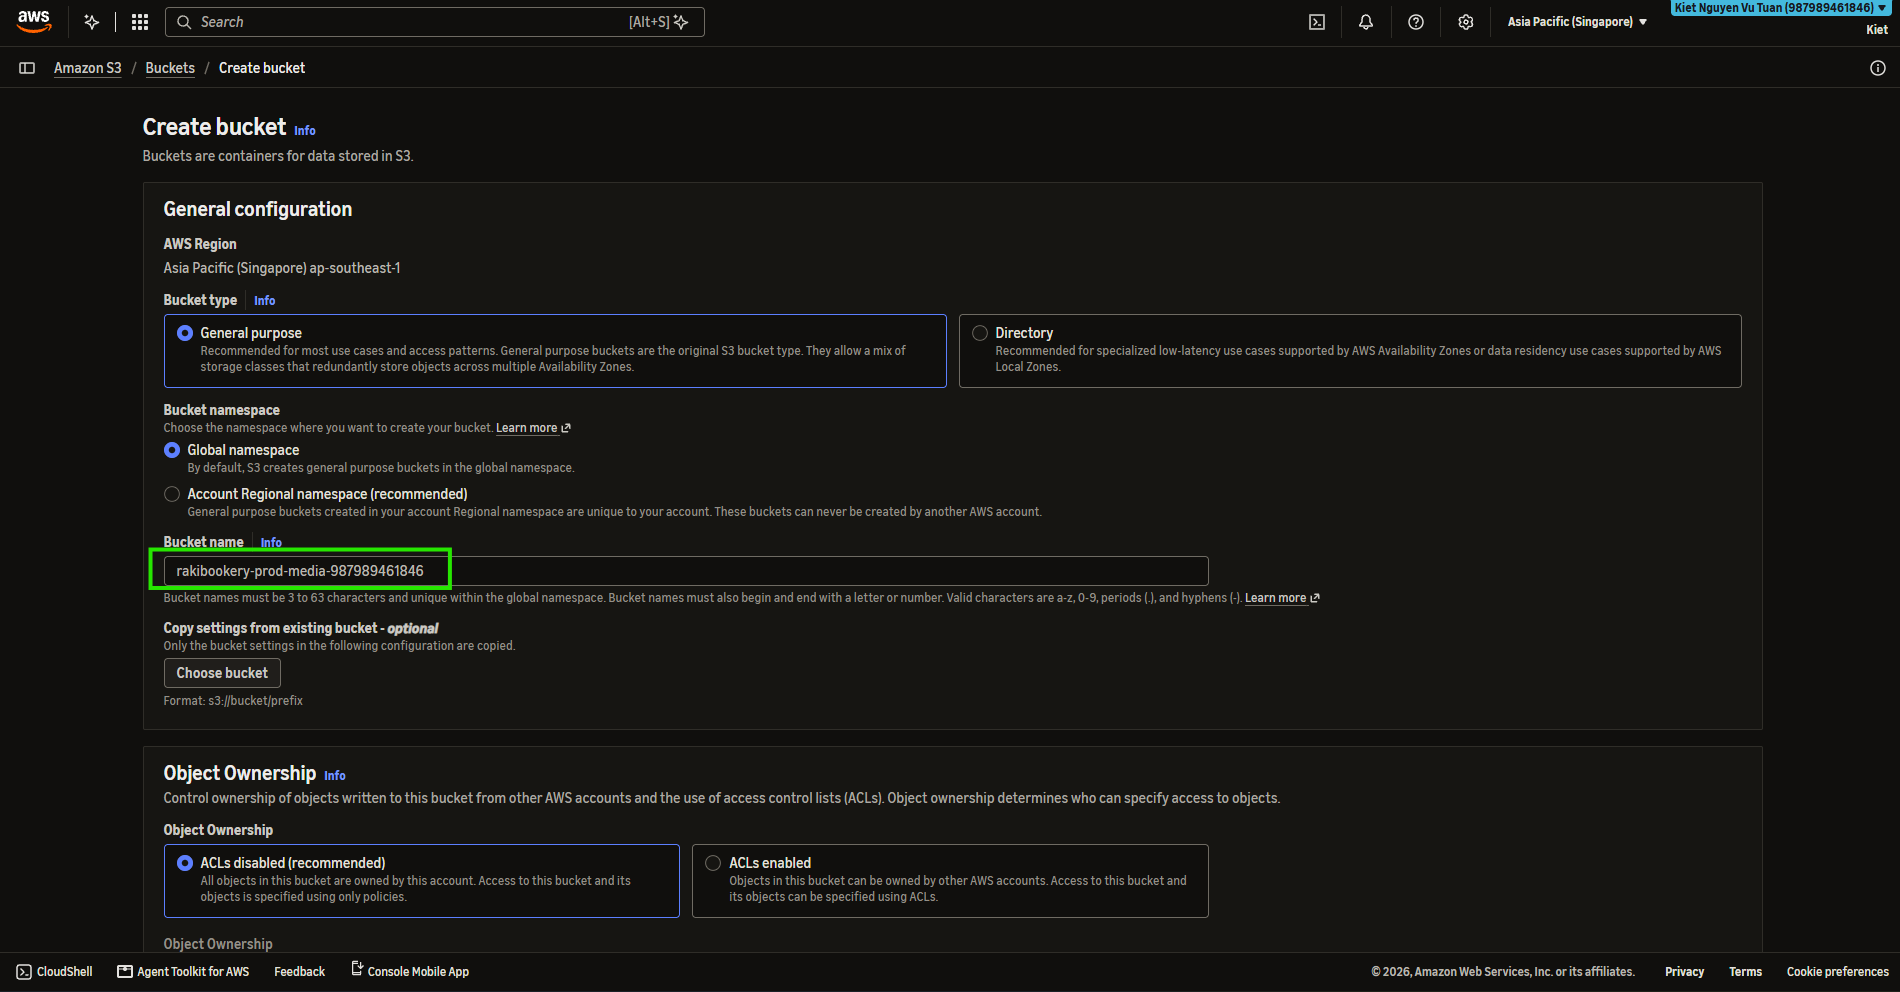 aws
Search
[Alt+S]
Asia Pacific (Singapore)
Kiet Nguyen Vu Tuan (987989461846)
Kiet
Amazon S3 / Buckets / Create bucket
Create bucket Info
Buckets are containers for data stored in S3.
General configuration
AWS Region
Asia Pacific (Singapore) ap-southeast-1
Bucket type Info
General purpose
Recommended for most use cases and access patterns. General purpose buckets are the original S3 bucket type. They allow a mix of
storage classes that redundantly store objects across multiple Availability Zones.
Directory
Recommended for specialized low-latency use cases supported by AWS Availability Zones or data residency use cases supported by AWS
Local Zones.
Bucket namespace
Choose the namespace where you want to create your bucket. Learn more
Global namespace
By default, S3 creates general purpose buckets in the global namespace.
Account Regional namespace (recommended)
General purpose buckets created in your account Regional namespace are unique to your account. These buckets can never be created by another AWS account.
Bucket name Info
rakibookery-prod-media-987989461846
Bucket names must be 3 to 63 characters and unique within the global namespace. Bucket names must also begin and end with a letter or number. Valid characters are a-z, 0-9, periods (.), and hyphens (-). Learn more
Copy settings from existing bucket - optional
Only the bucket settings in the following configuration are copied.
Choose bucket
Format: s3://bucket/prefix
Object Ownership Info
Control ownership of objects written to this bucket from other AWS accounts and the use of access control lists (ACLs). Object ownership determines who can specify access to objects.
Object Ownership
ACLs disabled (recommended)
All objects in this bucket are owned by this account. Access to this bucket and its
objects is specified using only policies.
ACLs enabled
Objects in this bucket can be owned by other AWS accounts. Access to this bucket and
its objects can be specified using ACLs.
Object Ownership
CloudShell
Agent Toolkit for AWS
Feedback
Console Mobile App
© 2026, Amazon Web Services, Inc. or its affiliates.
Privacy
Terms
Cookie preferences